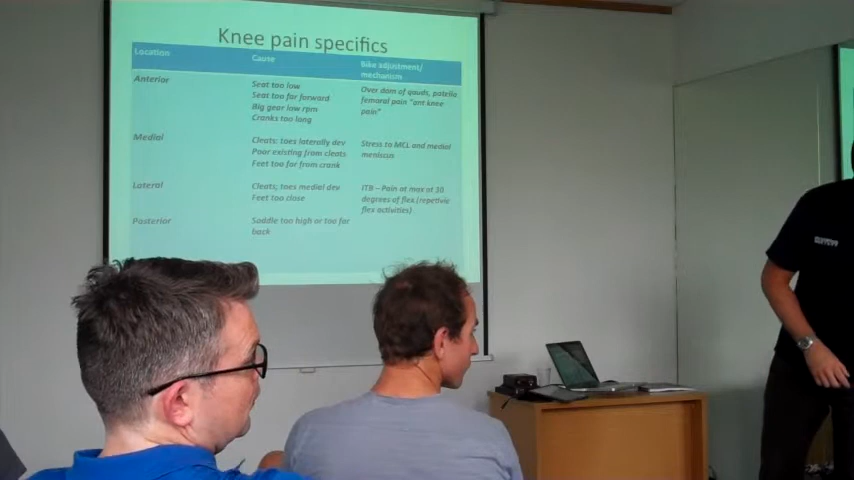 Knee pain specifics
Location
Cause
Bike adjustment/
mechanism
Anterior
Seat too low
Seat too far forward
Big gear low rpm
Cranks too long
Over dom of qauds, patella
femoral pain "ant knee
pain"
Medial
Cleats: toes laterally dev
Poor existing from cleats
Feet too far from crank
Stress to MCL and medial
meniscus
Lateral
Cleats; toes medial dev
Feet too close
ITB – Pain at max at 30
degrees of flex (repetivie
flex activities)
Posterior
Saddle too high or too far
back